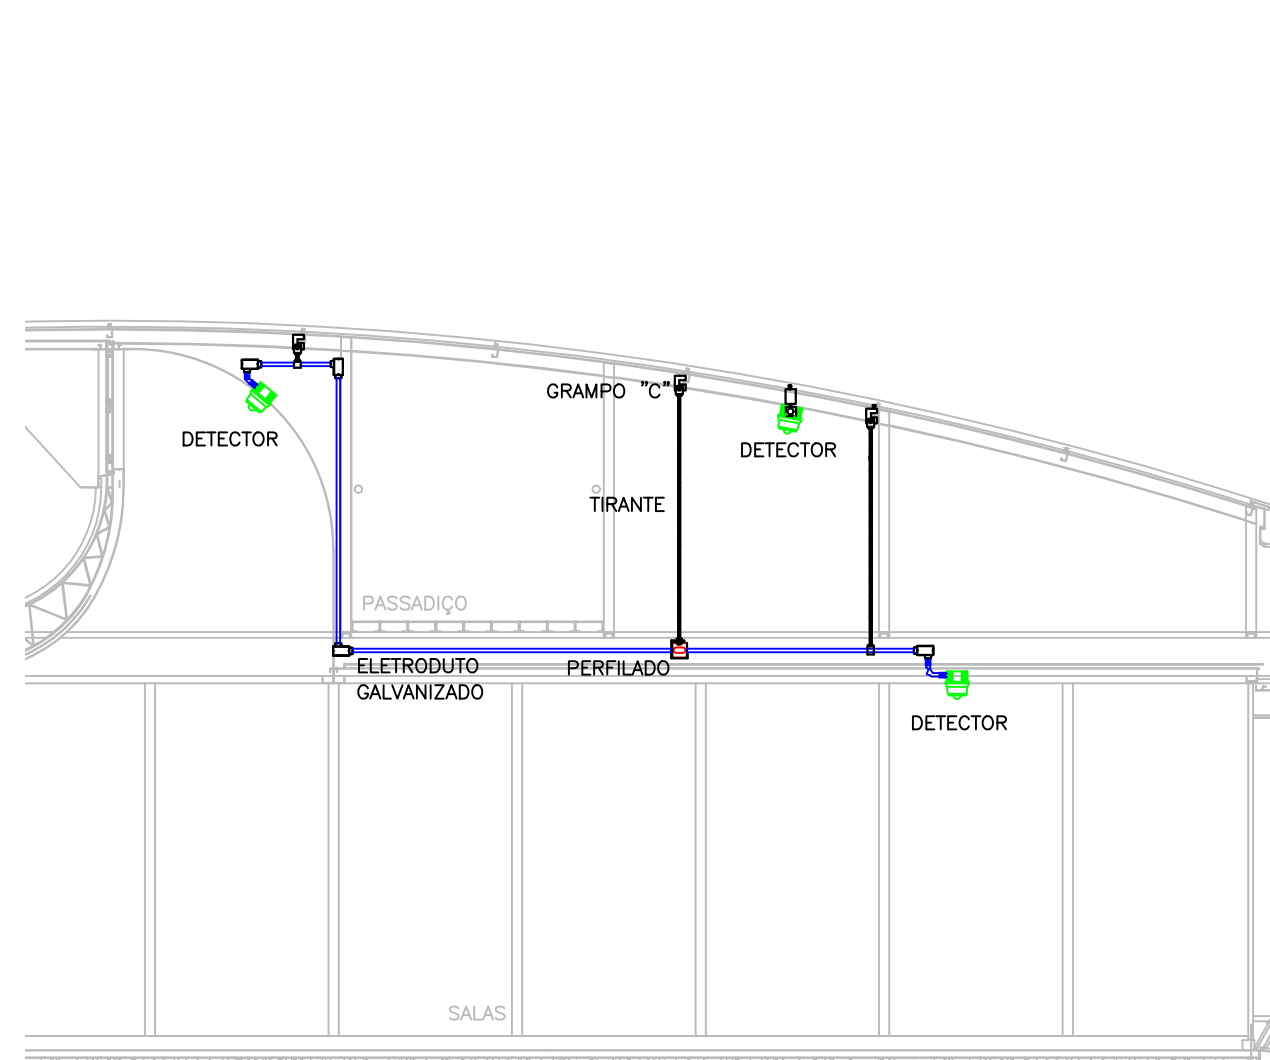 GRAMPO "C"
DETECTOR
DETECTOR
TIRANTE
PASSADIÇO
ELETRODUTO
GALVANIZADO
PERFILADO
DETECTOR
SALAS